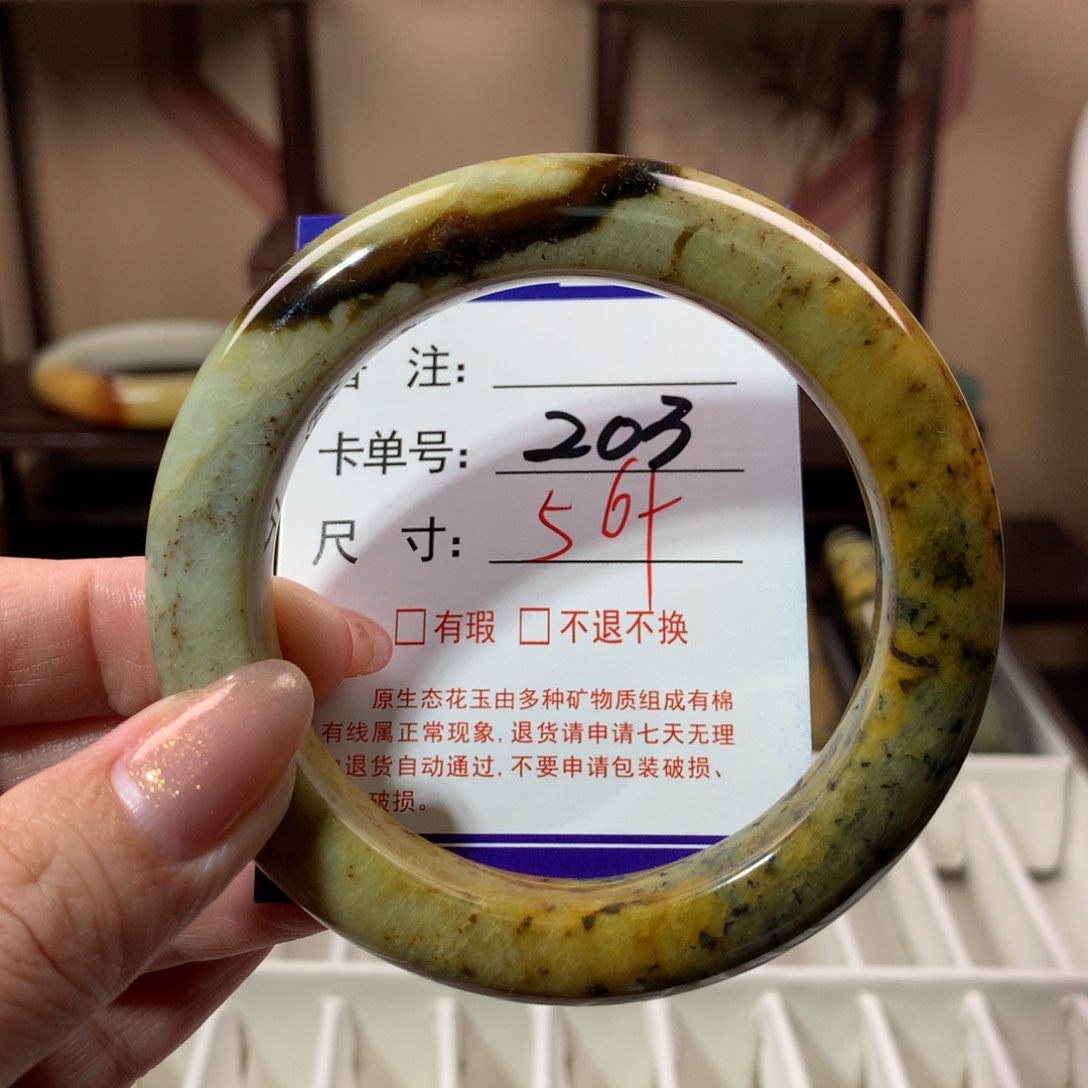 注:
卡单号: 203
尺 寸: 56+
□有瑕 □不退不换
原生态花玉由多种矿物质组成有棉
有线属正常现象,退货请申请七天无理
退货自动通过,不要申请包装破损、
破损。